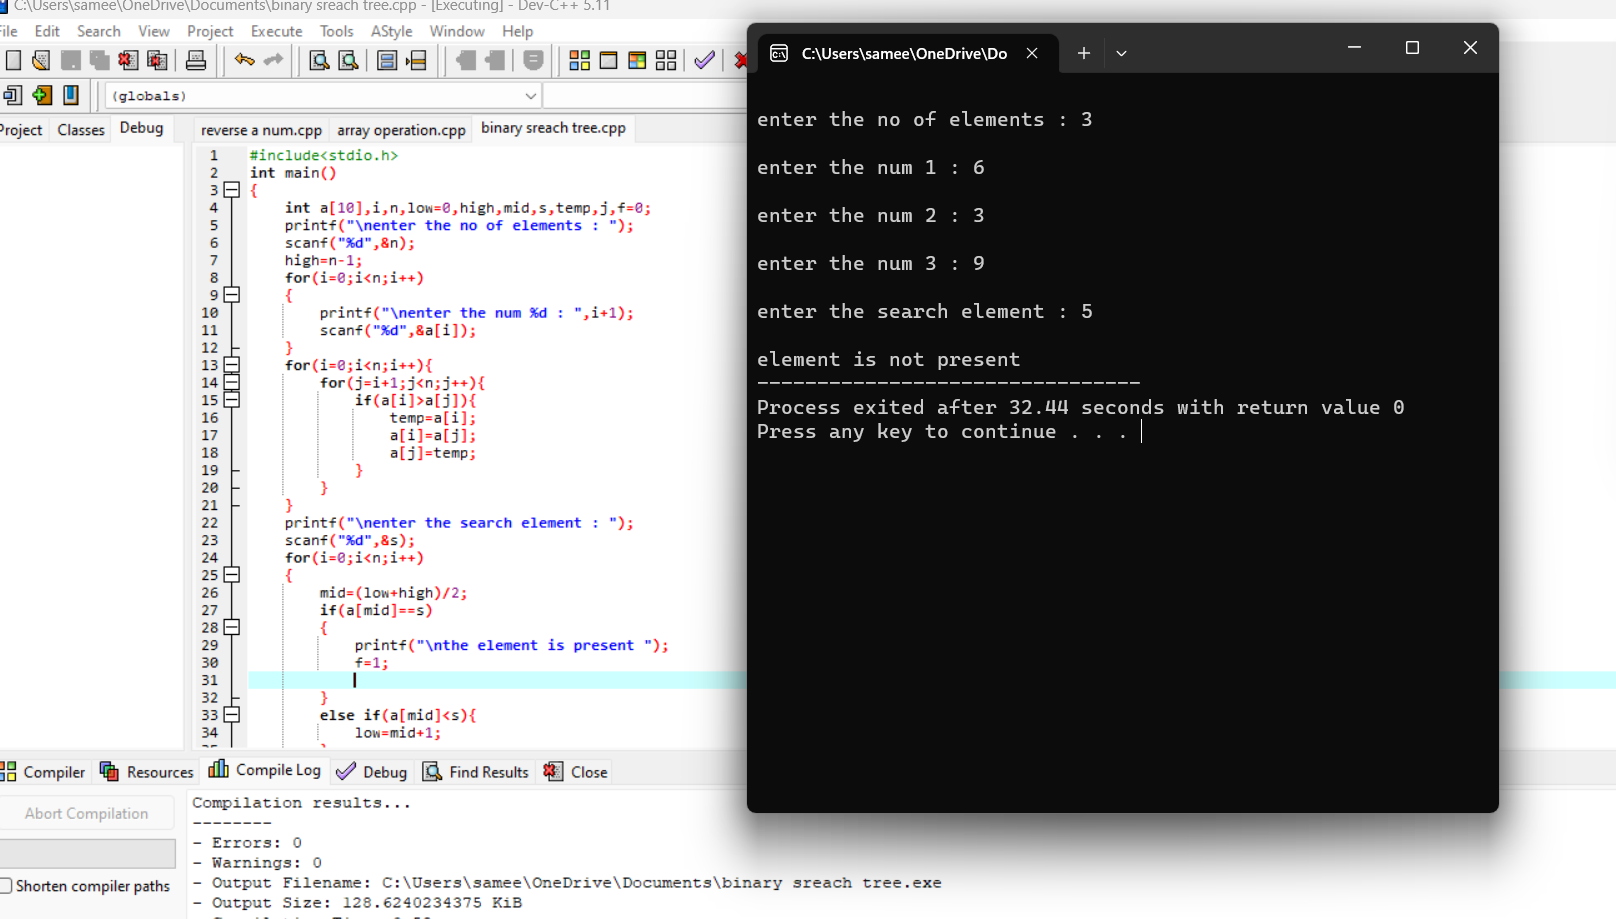 C:\Users\samee\OneDrive\Documents\binary sreach tree.cpp - [Executing] - Dev-C++ 5.11
File Edit Search View Project Execute Tools AStyle Window Help
(globals)
Project Classes Debug
reverse a num.cpp array operation.cpp binary sreach tree.cpp
1 #include<stdio.h>
2 int main()
3 {
4 int a[10],i,n,low=0,high,mid,s,temp,j,f=0;
5 printf("\nenter the no of elements : ");
6 scanf("%d",&n);
7 high=n-1;
8 for(i=0;i<n;i++)
9 {
10 printf("\nenter the num %d : ",i+1);
11 scanf("%d",&a[i]);
12 }
13 for(i=0;i<n;i++){
14 for(j=i+1;j<n;j++){
15 if(a[i]>a[j]){
16 temp=a[i];
17 a[i]=a[j];
18 a[j]=temp;
19 }
20 }
21 }
22 printf("\nenter the search element : ");
23 scanf("%d",&s);
24 for(i=0;i<n;i++)
25 {
26 mid=(low+high)/2;
27 if(a[mid]==s)
28 {
29 printf("\nthe element is present ");
30 f=1;
31
32 }
33 else if(a[mid]<s){
34 low=mid+1;
C:\Users\samee\OneDrive\Do
enter the no of elements : 3
enter the num 1 : 6
enter the num 2 : 3
enter the num 3 : 9
enter the search element : 5
element is not present
--------------------------------
Process exited after 32.44 seconds with return value 0
Press any key to continue . . .
Compiler Resources Compile Log Debug Find Results Close
Abort Compilation
Shorten compiler paths
Compilation results...
--------
- Errors: 0
- Warnings: 0
- Output Filename: C:\Users\samee\OneDrive\Documents\binary sreach tree.exe
- Output Size: 128.6240234375 KiB